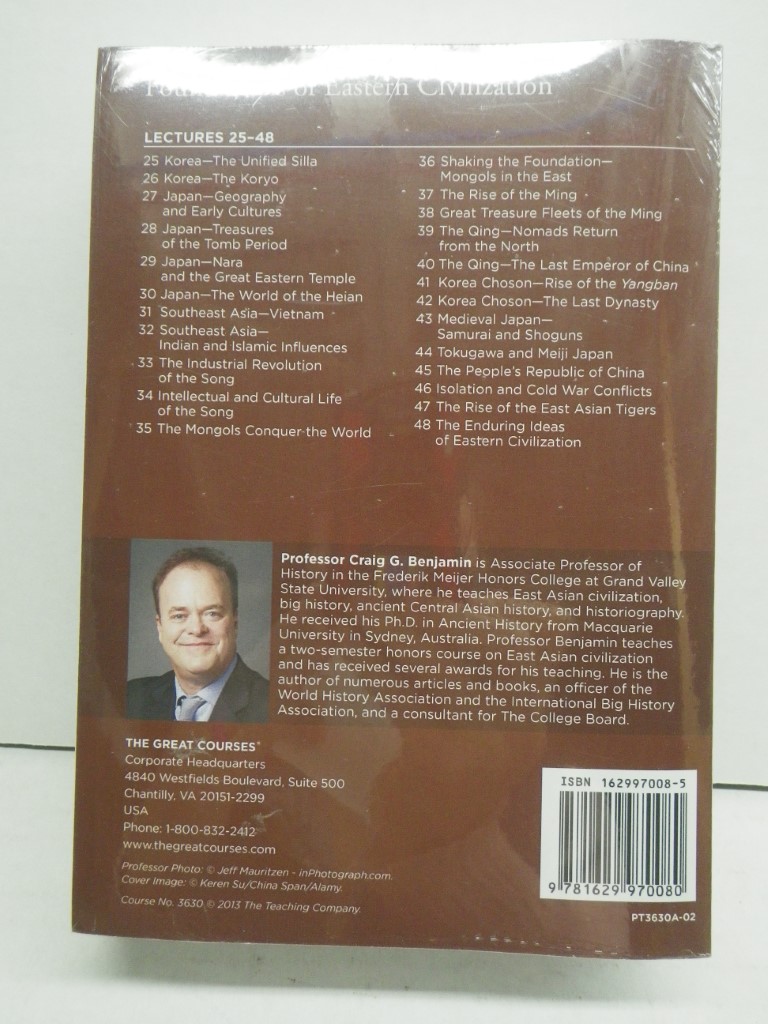 of Eastern Civilization
LECTURES 25–48
25 Korea—The Unified Silla
26 Korea—The Koryo
27 Japan—Geography
and Early Cultures
28 Japan—Treasures
of the Tomb Period
29 Japan—Nara
and the Great Eastern Temple
30 Japan—The World of the Heian
31 Southeast Asia—Vietnam
32 Southeast Asia—
Indian and Islamic Influences
33 The Industrial Revolution
of the Song
34 Intellectual and Cultural Life
of the Song
35 The Mongols Conquer the World
36 Shaking the Foundation—
Mongols in the East
37 The Rise of the Ming
38 Great Treasure Fleets of the Ming
39 The Qing—Nomads Return
from the North
40 The Qing—The Last Emperor of China
41 Korea Choson—Rise of the Yangban
42 Korea Choson—The Last Dynasty
43 Medieval Japan—
Samurai and Shoguns
44 Tokugawa and Meiji Japan
45 The People's Republic of China
46 Isolation and Cold War Conflicts
47 The Rise of the East Asian Tigers
48 The Enduring Ideas
of Eastern Civilization
Professor Craig G. Benjamin is Associate Professor of
History in the Frederik Meijer Honors College at Grand Valley
State University, where he teaches East Asian civilization,
big history, ancient Central Asian history, and historiography.
He received his Ph.D. in Ancient History from Macquarie
University in Sydney, Australia. Professor Benjamin teaches
a two-semester honors course on East Asian civilization
and has received several awards for his teaching. He is the
author of numerous articles and books, an officer of the
World History Association and the International Big History
Association, and a consultant for The College Board.
THE GREAT COURSES®
Corporate Headquarters
4840 Westfields Boulevard, Suite 500
Chantilly, VA 20151-2299
USA
Phone: 1-800-832-2412
www.thegreatcourses.com
Professor Photo: © Jeff Mauritzen - inPhotograph.com.
Cover Image: © Keren Su/China Span/Alamy.
Course No. 3630 © 2013 The Teaching Company.
ISBN 162997008-5
9 781629 970080
PT3630A-02